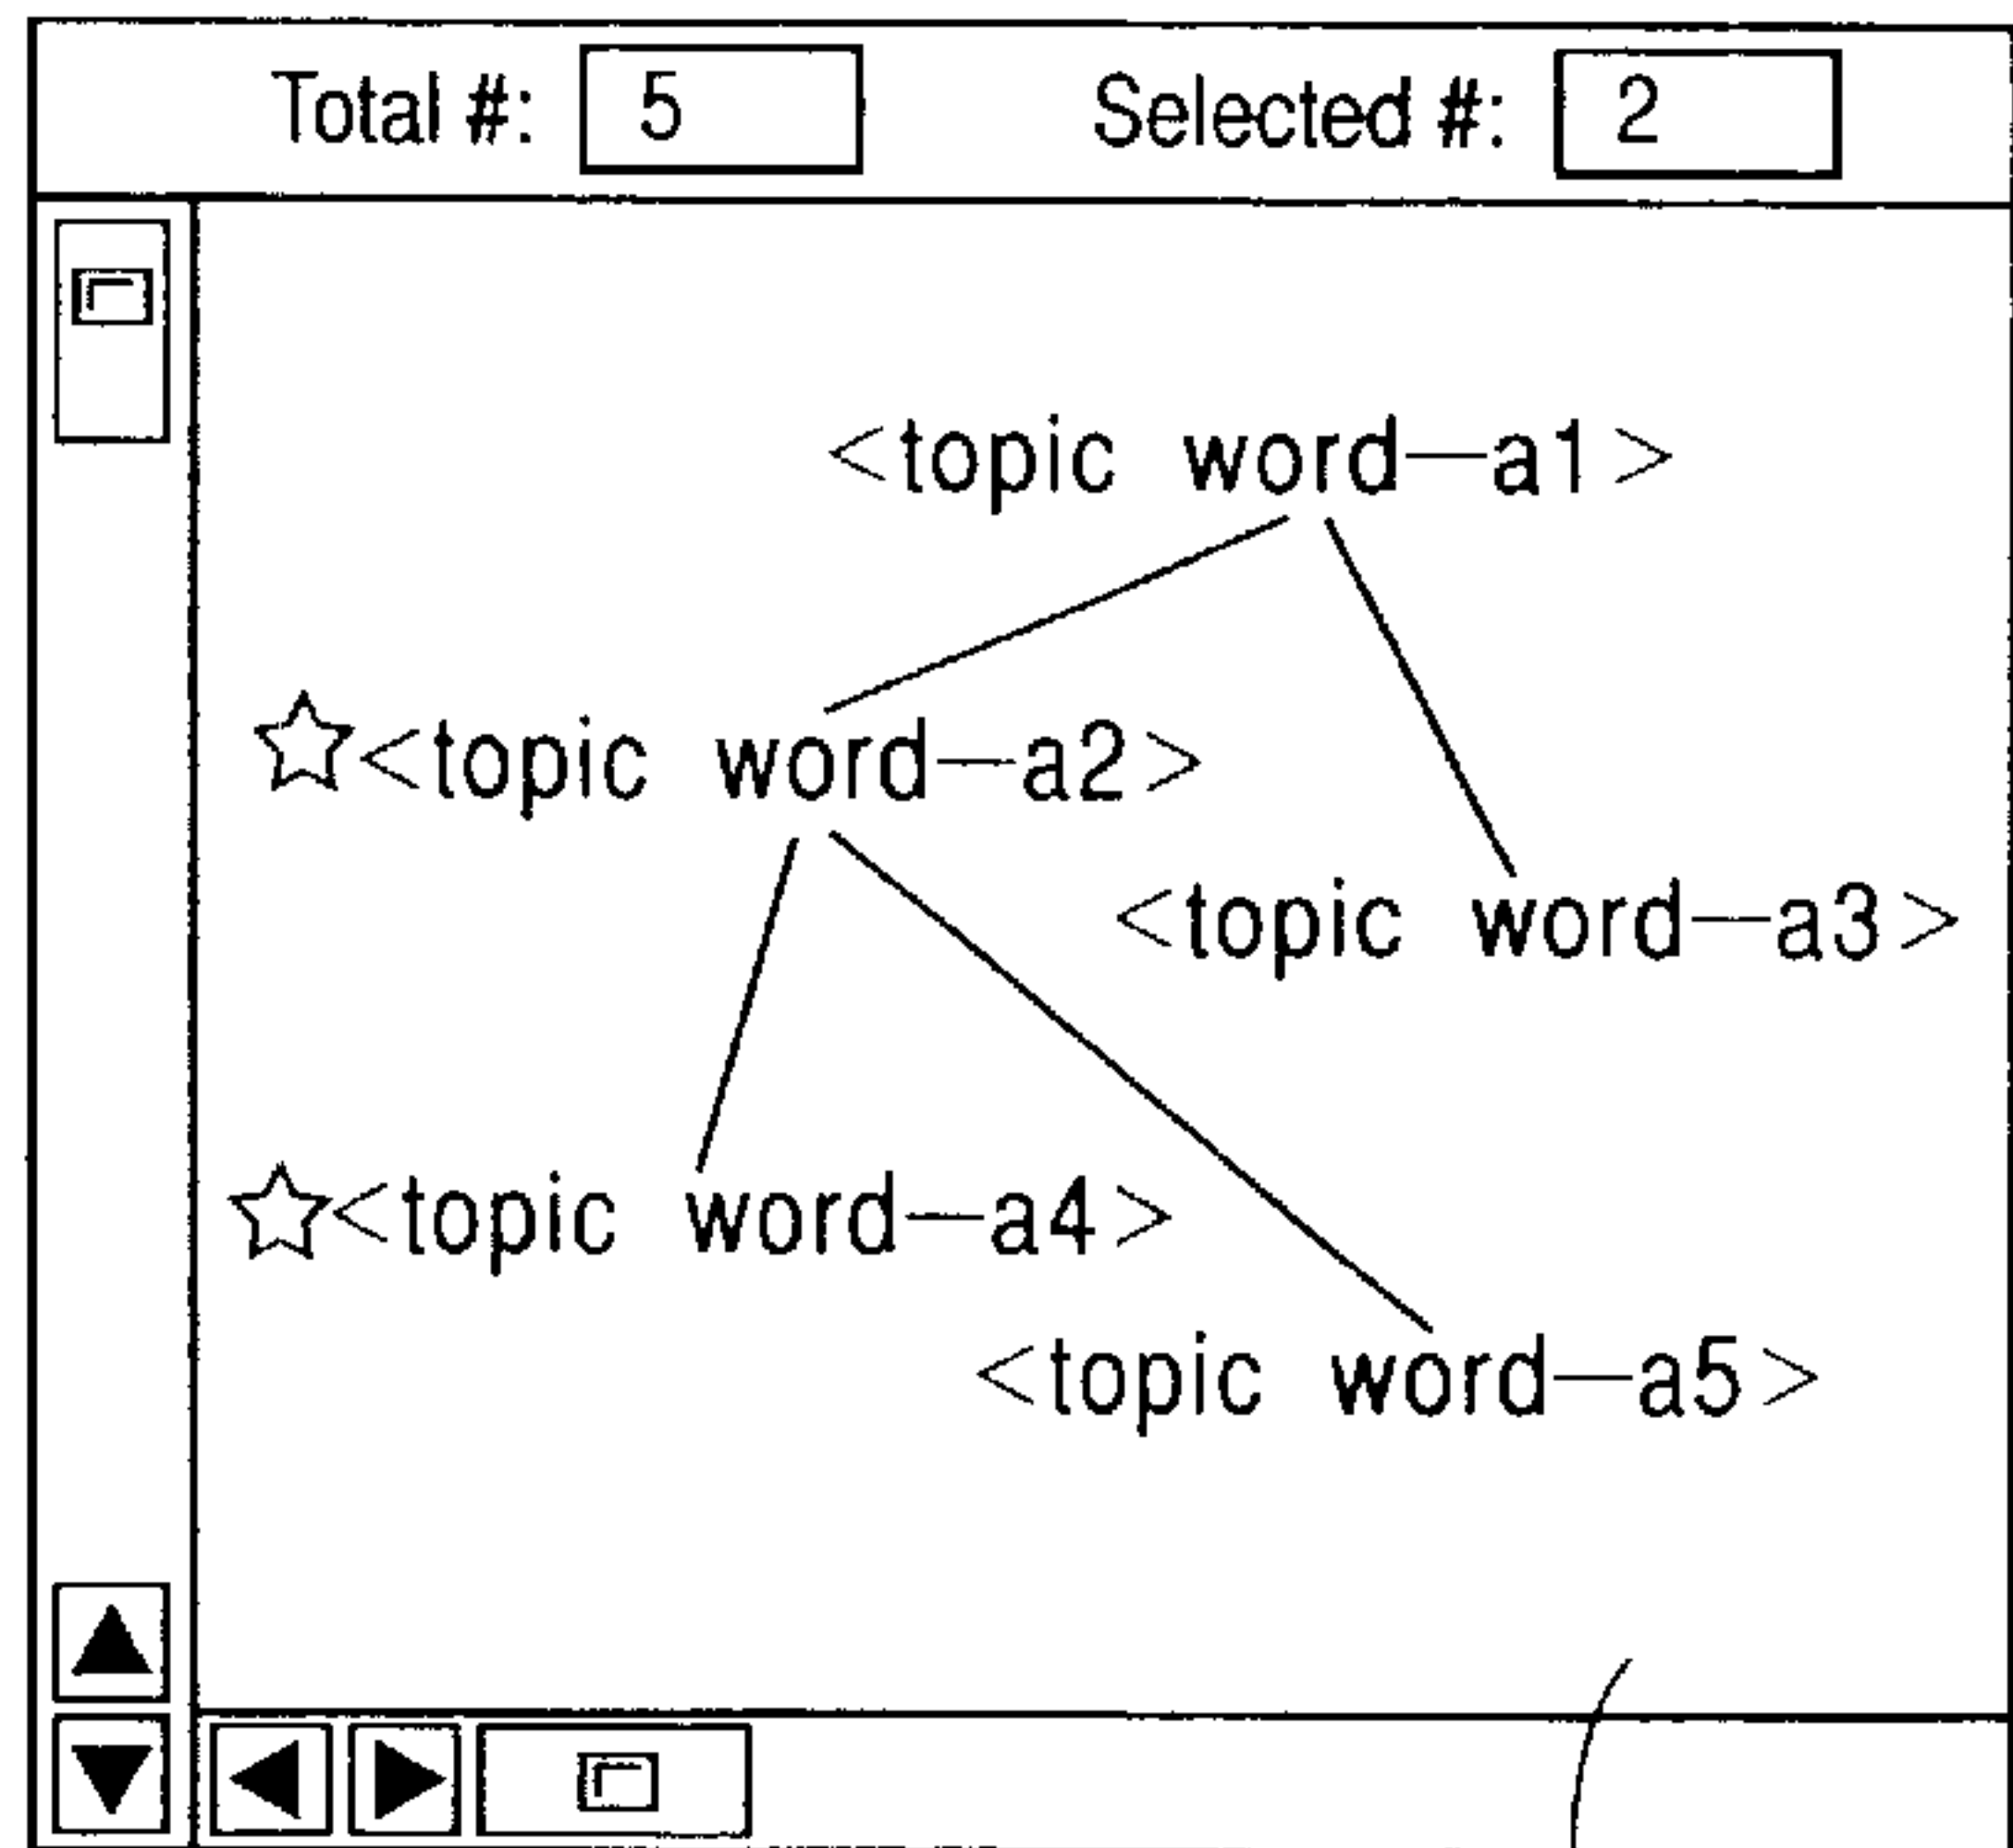 Total #: 5 Selected #: 2
<topic word—a1>
☆<topic word—a2>
<topic word—a3>
☆<topic word—a4>
<topic word—a5>